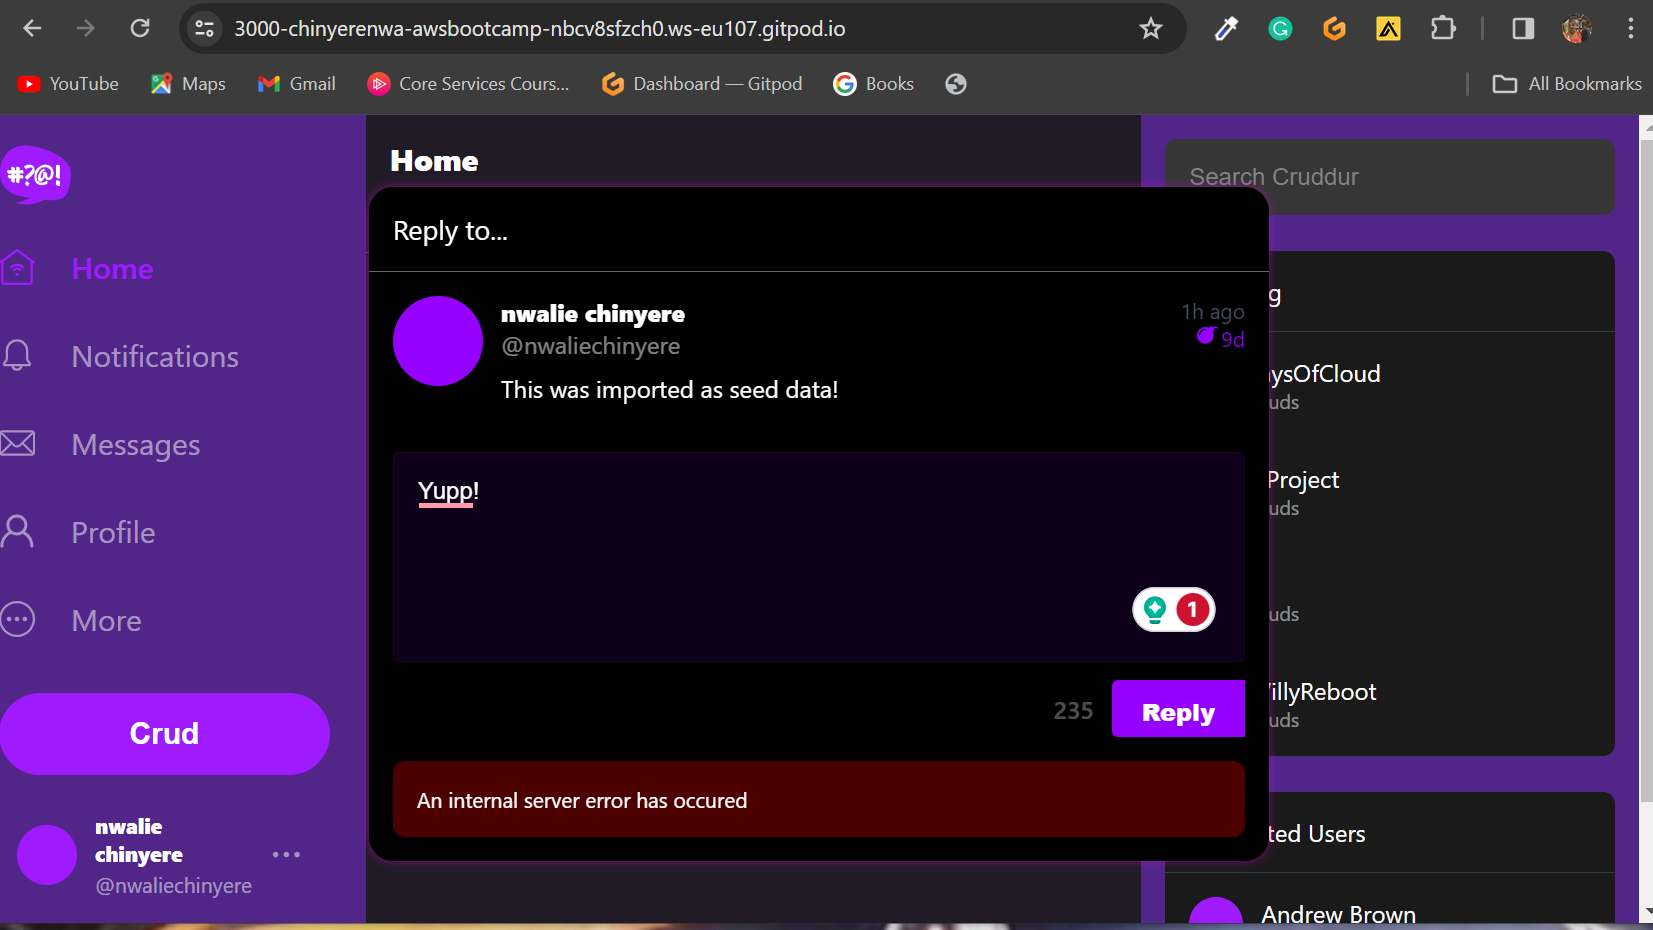 3000-chinyerenwa-awsbootcamp-nbcv8sfzch0.ws-eu107.gitpod.io
YouTube Maps Gmail Core Services Cours... Dashboard — Gitpod Books All Bookmarks
#?@!
Home
Notifications
Messages
Profile
More
Crud
nwalie
chinyere
@nwaliechinyere
Home
Reply to...
nwalie chinyere
@nwaliechinyere
1h ago
9d
This was imported as seed data!
Yupp!
1
235
Reply
An internal server error has occured
Search Cruddur
g
ysOfCloud
uds
Project
uds
uds
illyReboot
uds
ted Users
Andrew Brown